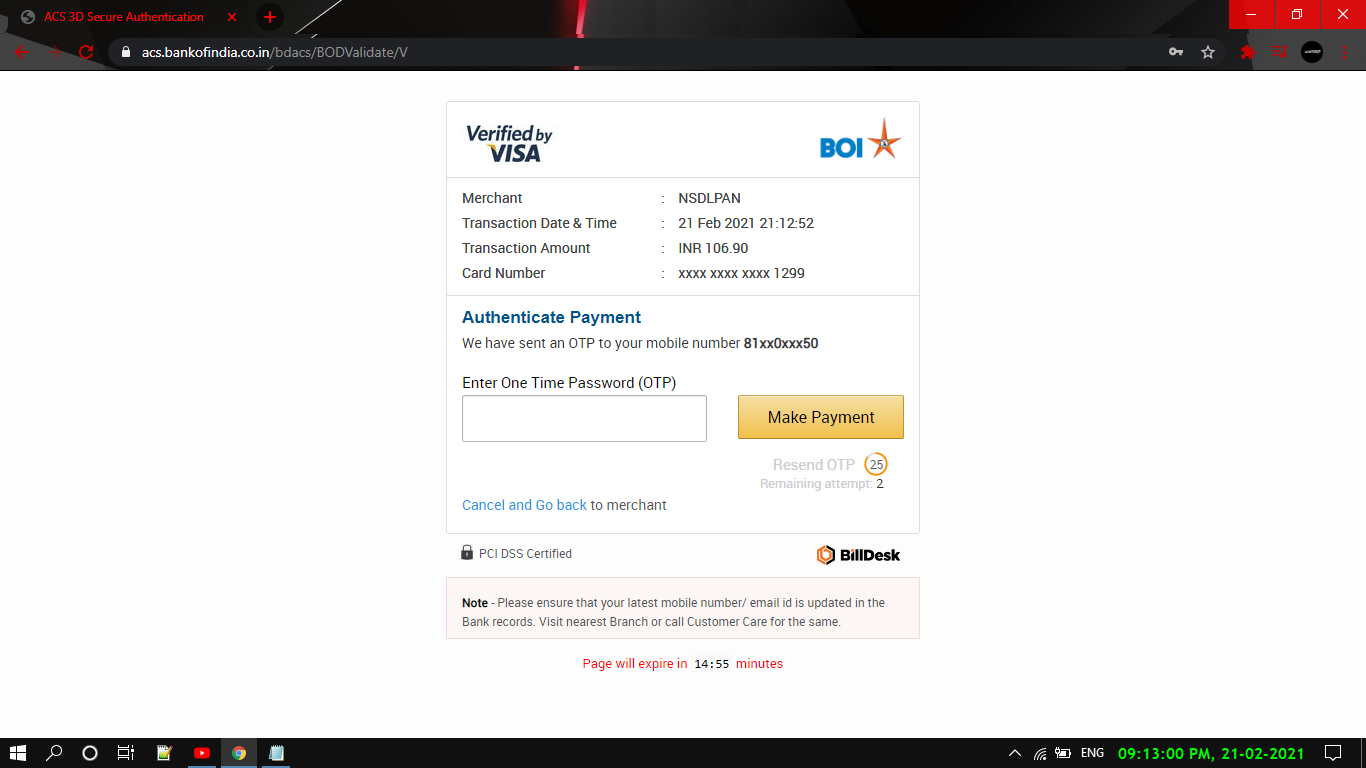 ACS 3D Secure Authentication
acs.bankofindia.co.in/bdacs/BODValidate/V
Verified by
VISA
BOI
Merchant : NSDLPAN
Transaction Date & Time : 21 Feb 2021 21:12:52
Transaction Amount : INR 106.90
Card Number : xxxx xxxx xxxx 1299
Authenticate Payment
We have sent an OTP to your mobile number 81xx0xxx50
Enter One Time Password (OTP)
Make Payment
Resend OTP 25
Remaining attempt: 2
Cancel and Go back to merchant
PCI DSS Certified
BillDesk
Note - Please ensure that your latest mobile number/ email id is updated in the
Bank records. Visit nearest Branch or call Customer Care for the same.
Page will expire in 14:55 minutes
ENG
09:13:00 PM, 21-02-2021